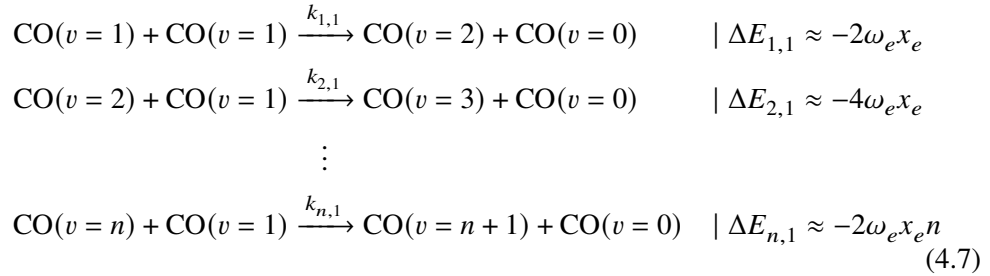 CO(v = 1) + CO(v = 1) —k₁,₁→ CO(v = 2) + CO(v = 0) | ΔE₁,₁ ≈ −2ωₑxₑ
CO(v = 2) + CO(v = 1) —k₂,₁→ CO(v = 3) + CO(v = 0) | ΔE₂,₁ ≈ −4ωₑxₑ
⋮
CO(v = n) + CO(v = 1) —kₙ,₁→ CO(v = n + 1) + CO(v = 0) | ΔEₙ,₁ ≈ −2ωₑxₑn
(4.7)